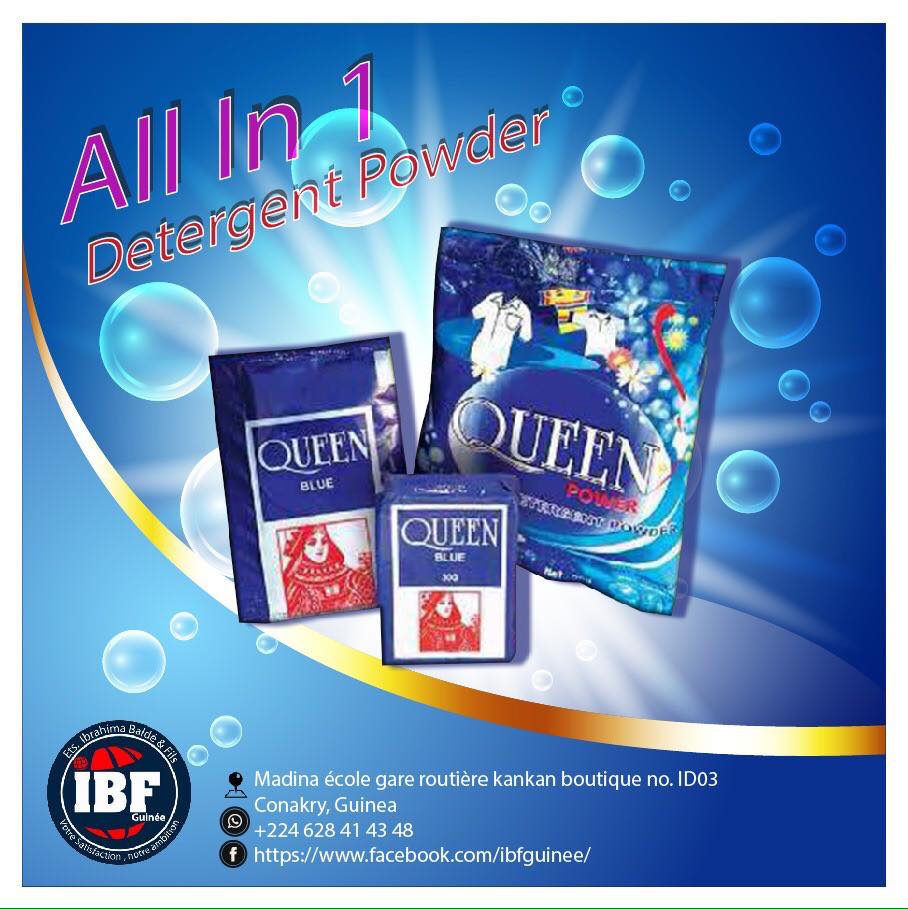 All In 1
Detergent Powder
QUEEN
POWER
DETERGENT POWDER
Net
QUEEN
BLUE
QUEEN
BLUE
30G
Ets. Ibrahima Baldé & Fils
IBF
Guinée
Votre Satisfaction , notre ambition
Madina école gare routière kankan boutique no. ID03
Conakry, Guinea
+224 628 41 43 48
https://www.facebook.com/ibfguinee/